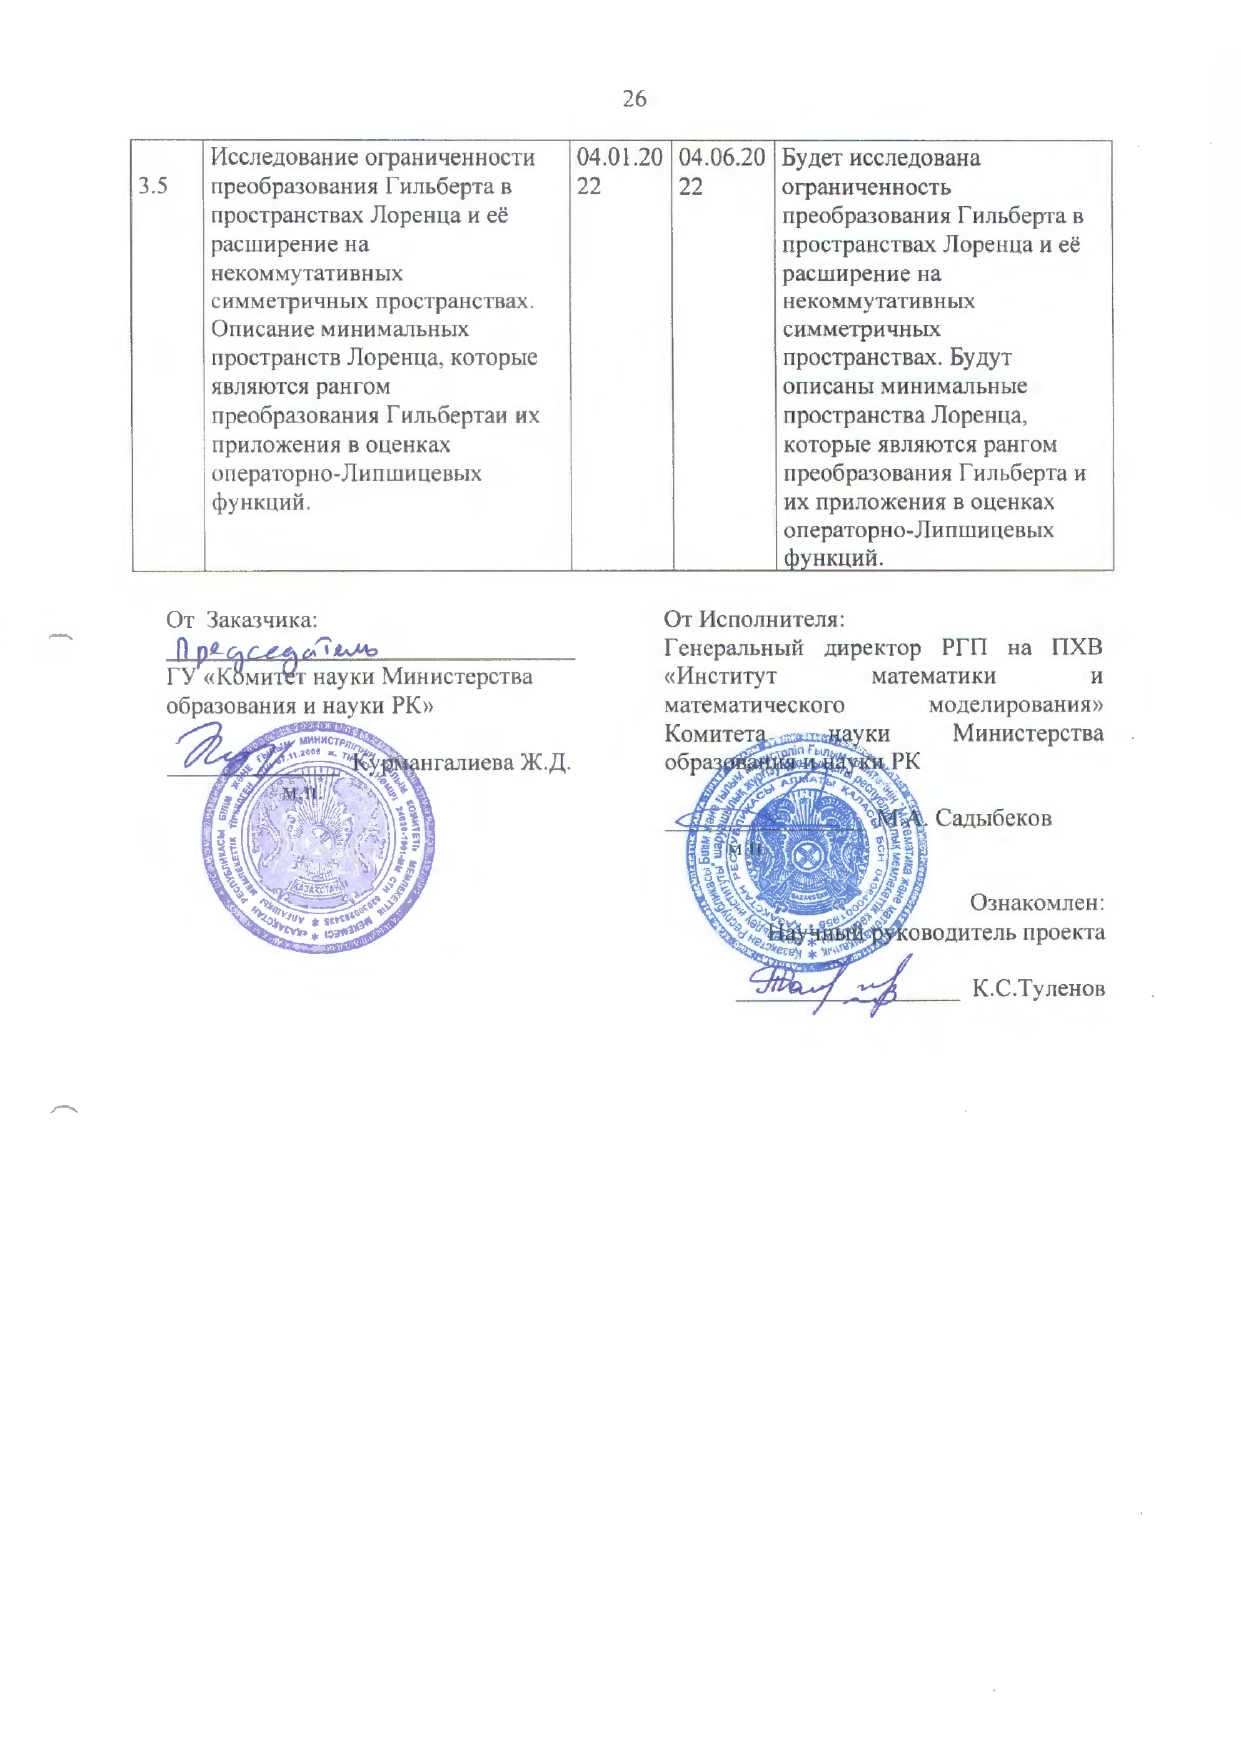 26
3.5
Исследование ограниченности
преобразования Гильберта в
пространствах Лоренца и её
расширение на
некоммутативных
симметричных пространствах.
Описание минимальных
пространств Лоренца, которые
являются рангом
преобразования Гильбертаи их
приложения в оценках
операторно-Липшицевых
функций.
04.01.20
22
04.06.20
22
Будет исследована
ограниченность
преобразования Гильберта в
пространствах Лоренца и её
расширение на
некоммутативных
симметричных
пространствах. Будут
описаны минимальные
пространства Лоренца,
которые являются рангом
преобразования Гильберта и
их приложения в оценках
операторно-Липшицевых
функций.
От Заказчика:
Председатель
ГУ «Комитет науки Министерства
образования и науки РК»
Курмангалиева Ж.Д.
М.П.
ҚАЗАҚСТАН
От Исполнителя:
Генеральный директор РГП на ПХВ
«Институт математики и
математического моделирования»
Комитета науки Министерства
образования и науки РК
М.А. Садыбеков
М.П.
Ознакомлен:
Научный руководитель проекта
К.С.Туленов